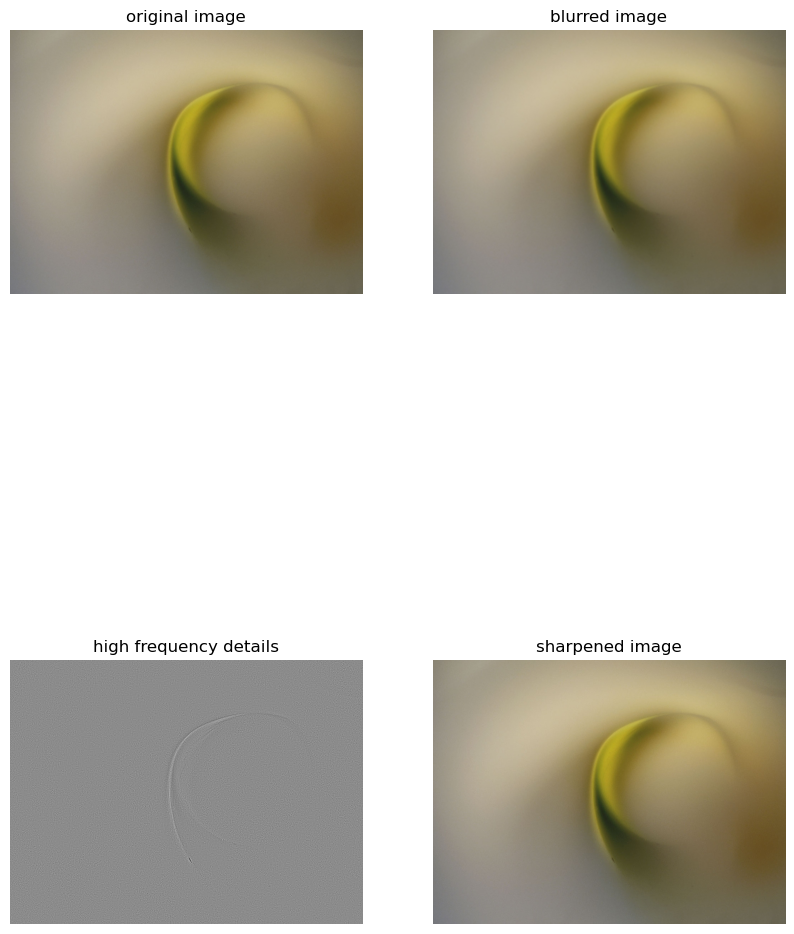 original image
blurred image
high frequency details
sharpened image